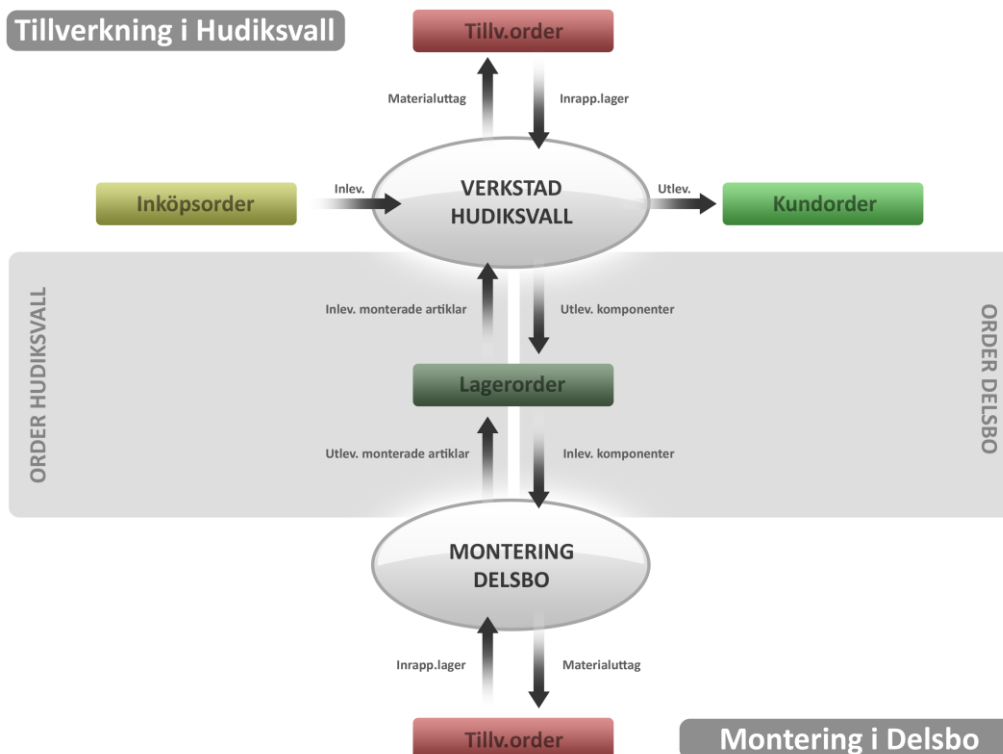 Tillverkning i Hudiksvall
Tillv.order
Materialuttag
Inrapp.lager
Inköpsorder
Inlev.
VERKSTAD
HUDIKSVALL
Utlev.
Kundorder
ORDER HUDIKSVALL
Inlev. monterade artiklar
Utlev. komponenter
ORDER DELSBO
Lagerorder
Utlev. monterade artiklar
Inlev. komponenter
MONTERING
DELSBO
Inrapp.lager
Materialuttag
Tillv.order
Montering i Delsbo